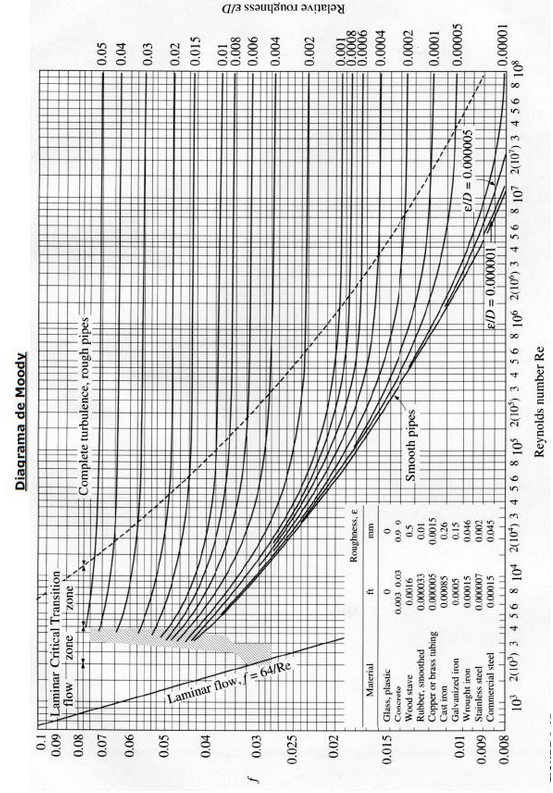 Diagrama de Moody
Relative roughness ε/D
0.05
0.04
0.03
0.02
0.015
0.01
0.008
0.006
0.004
0.002
0.001
0.0008
0.0006
0.0004
0.0002
0.0001
0.00005
0.00001
Laminar flow
Critical zone
Transition zone
Complete turbulence, rough pipes
Laminar flow, f = 64/Re
Smooth pipes
ε/D = 0.000001
ε/D = 0.000005
f
0.1
0.09
0.08
0.07
0.06
0.05
0.04
0.03
0.025
0.02
0.015
0.01
0.009
0.008
Roughness, ε
Material ft mm
Glass, plastic 0 0
Concrete 0.003 0.03 0.9 9
Wood stave 0.0016 0.5
Rubber, smoothed 0.000033 0.01
Copper or brass tubing 0.000005 0.0015
Cast iron 0.00085 0.26
Galvanized iron 0.0005 0.15
Wrought iron 0.00015 0.046
Stainless steel 0.000007 0.002
Commercial steel 0.00015 0.045
10³ 2(10³) 3 4 5 6 8 10⁴ 2(10⁴) 3 4 5 6 8 10⁵ 2(10⁵) 3 4 5 6 8 10⁶ 2(10⁶) 3 4 5 6 8 10⁷ 2(10⁷) 3 4 5 6 8 10⁸
Reynolds number Re